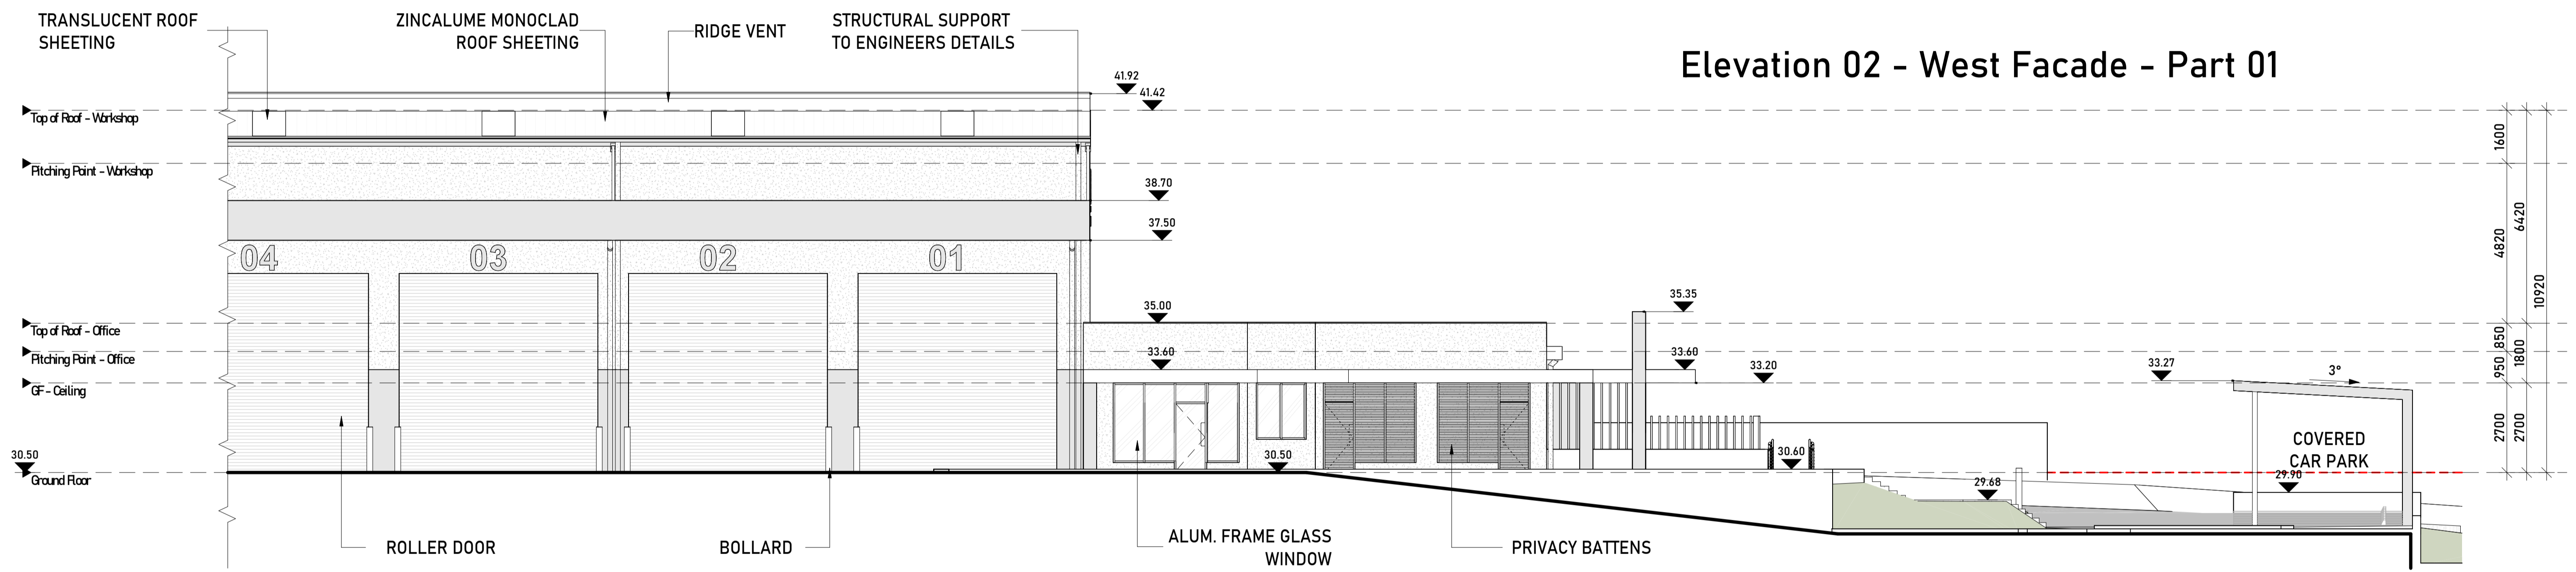 TRANSLUCENT ROOF
SHEETING
ZINCALUME MONOCLAD
ROOF SHEETING
RIDGE VENT
STRUCTURAL SUPPORT
TO ENGINEERS DETAILS
Elevation 02 - West Facade - Part 01
41.92
41.42
Top of Roof - Workshop
1600
Pitching Point - Workshop
38.70
37.50
6420
4820
04
03
02
01
10920
35.00
35.35
Top of Roof - Office
850
Pitching Point - Office
33.60
33.60
33.20
33.27
3°
950
1800
GF - Ceiling
2700
2700
COVERED
CAR PARK
30.50
30.50
30.60
29.90
Ground Floor
29.68
ROLLER DOOR
BOLLARD
ALUM. FRAME GLASS
WINDOW
PRIVACY BATTENS